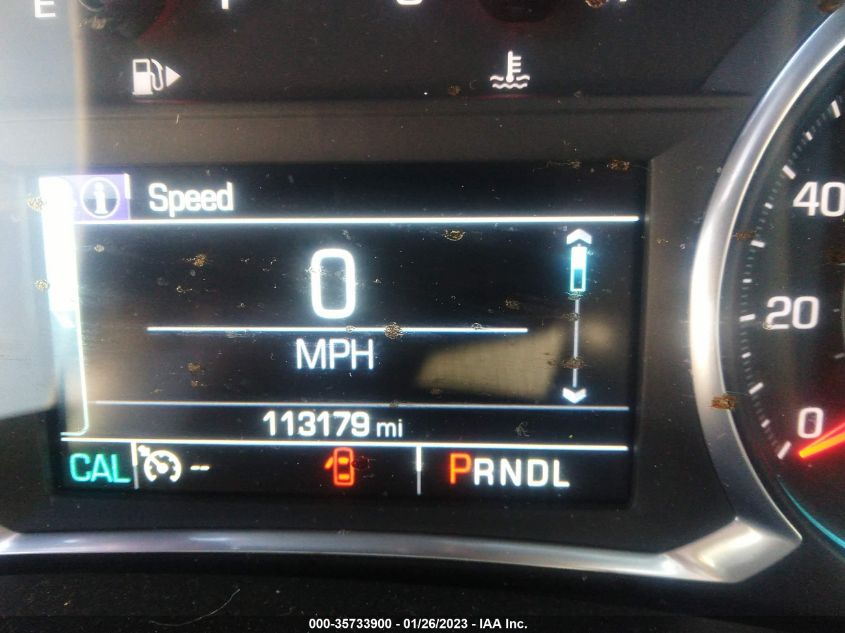 E
Speed
0
MPH
113179 mi
CAL -- PRNDL
40
20
0
000-35733900 - 01/26/2023 - IAA Inc.